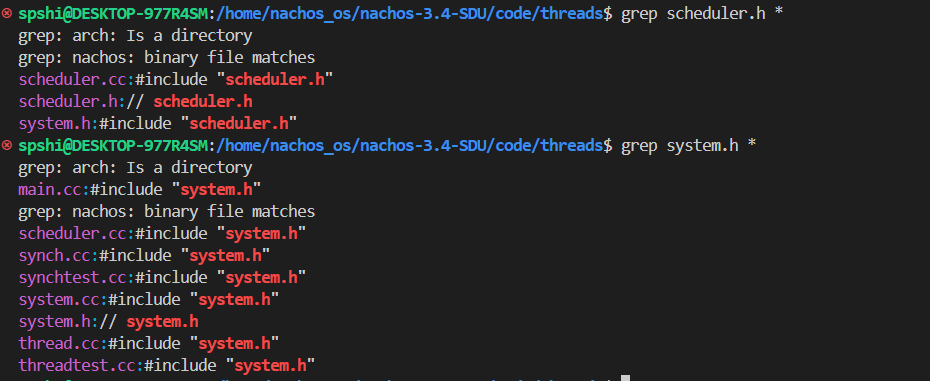 spshi@DESKTOP-977R4SM:/home/nachos_os/nachos-3.4-SDU/code/threads$ grep scheduler.h *
grep: arch: Is a directory
grep: nachos: binary file matches
scheduler.cc:#include "scheduler.h"
scheduler.h:// scheduler.h
system.h:#include "scheduler.h"
spshi@DESKTOP-977R4SM:/home/nachos_os/nachos-3.4-SDU/code/threads$ grep system.h *
grep: arch: Is a directory
main.cc:#include "system.h"
grep: nachos: binary file matches
scheduler.cc:#include "system.h"
synch.cc:#include "system.h"
synchtest.cc:#include "system.h"
system.cc:#include "system.h"
system.h:// system.h
thread.cc:#include "system.h"
threadtest.cc:#include "system.h"